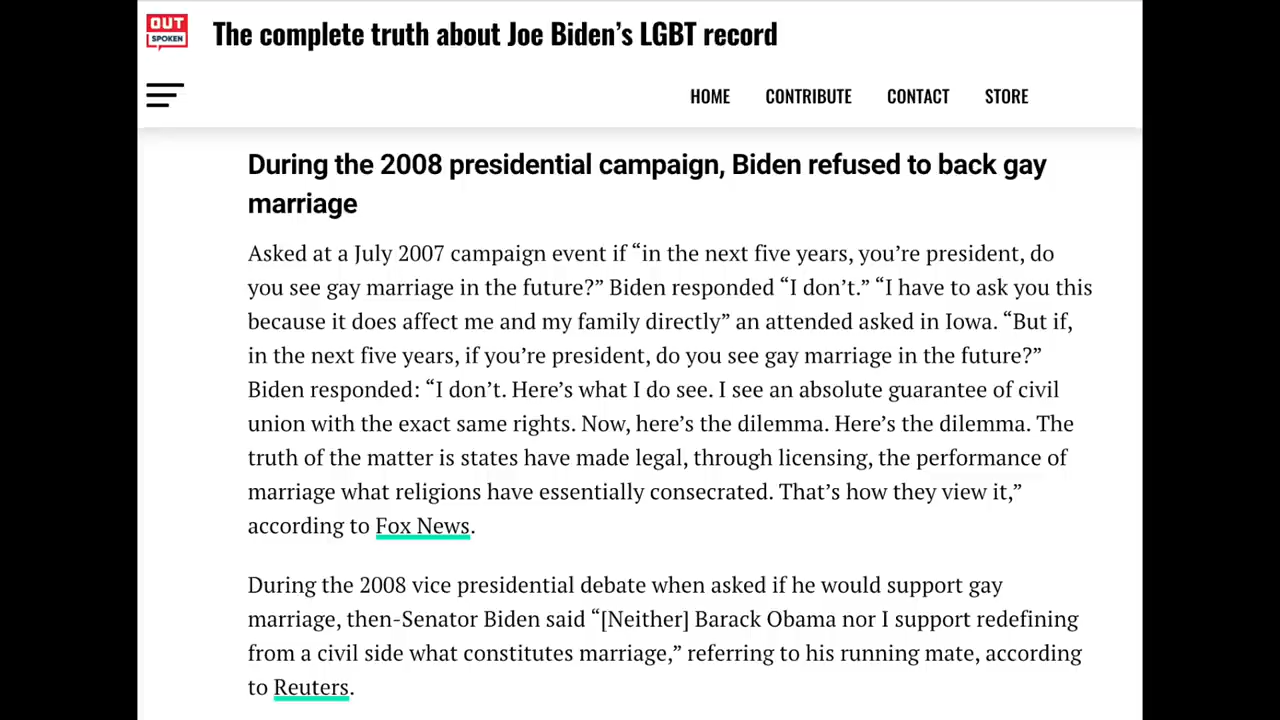 OUT
SPOKEN
The complete truth about Joe Biden’s LGBT record
HOME CONTRIBUTE CONTACT STORE
During the 2008 presidential campaign, Biden refused to back gay
marriage
Asked at a July 2007 campaign event if “in the next five years, you’re president, do
you see gay marriage in the future?” Biden responded “I don’t.” “I have to ask you this
because it does affect me and my family directly” an attended asked in Iowa. “But if,
in the next five years, if you’re president, do you see gay marriage in the future?”
Biden responded: “I don’t. Here’s what I do see. I see an absolute guarantee of civil
union with the exact same rights. Now, here’s the dilemma. Here’s the dilemma. The
truth of the matter is states have made legal, through licensing, the performance of
marriage what religions have essentially consecrated. That’s how they view it,”
according to Fox News.
During the 2008 vice presidential debate when asked if he would support gay
marriage, then-Senator Biden said “[Neither] Barack Obama nor I support redefining
from a civil side what constitutes marriage,” referring to his running mate, according
to Reuters.